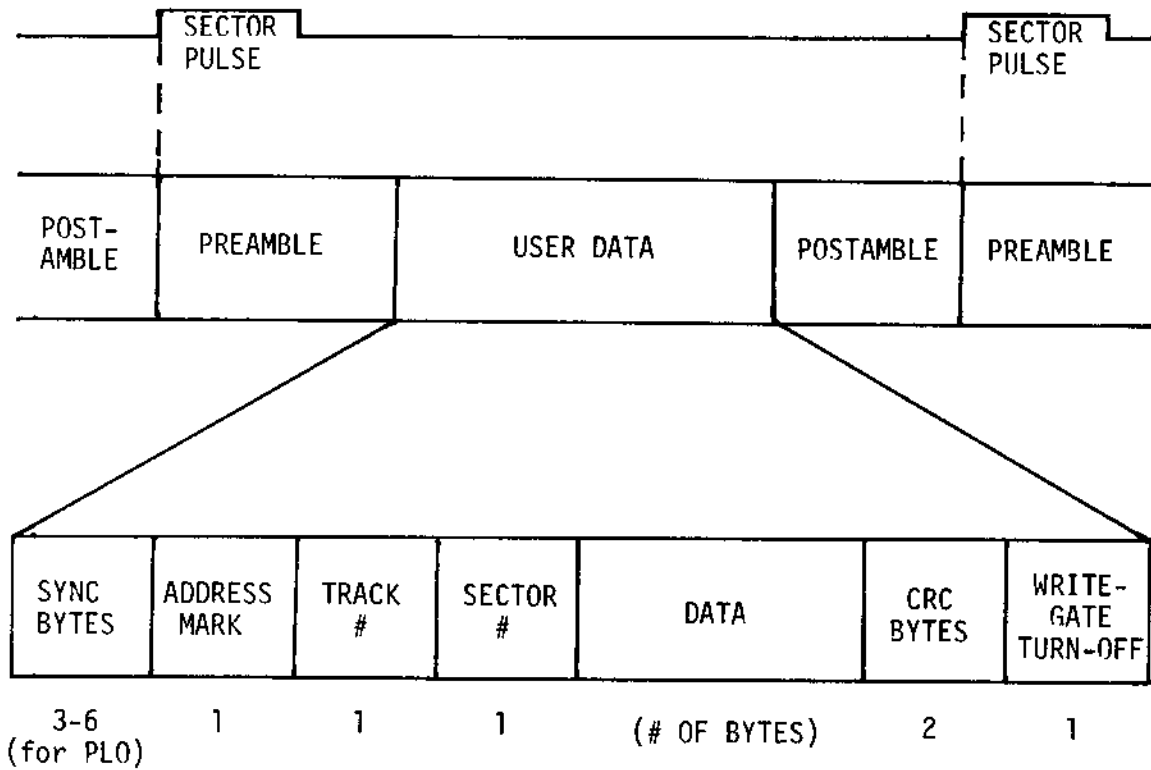 SECTOR
PULSE
SECTOR
PULSE
POST-
AMBLE
PREAMBLE
USER DATA
POSTAMBLE
PREAMBLE
SYNC
BYTES
ADDRESS
MARK
TRACK
#
SECTOR
#
DATA
CRC
BYTES
WRITE-
GATE
TURN-OFF
3-6
(for PLO)
1
1
1
(# OF BYTES)
2
1